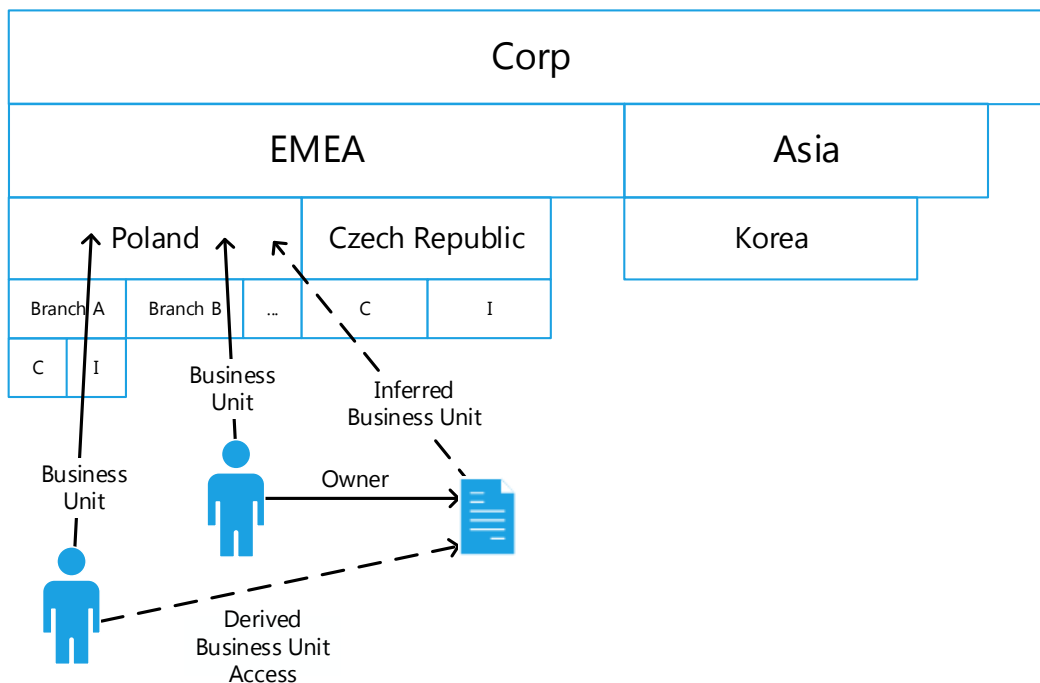 Corp
EMEA
Asia
Poland
Czech Republic
Korea
Branch A
Branch B
...
C
I
C
I
Business
Unit
Inferred
Business Unit
Business
Unit
Owner
Derived
Business Unit
Access